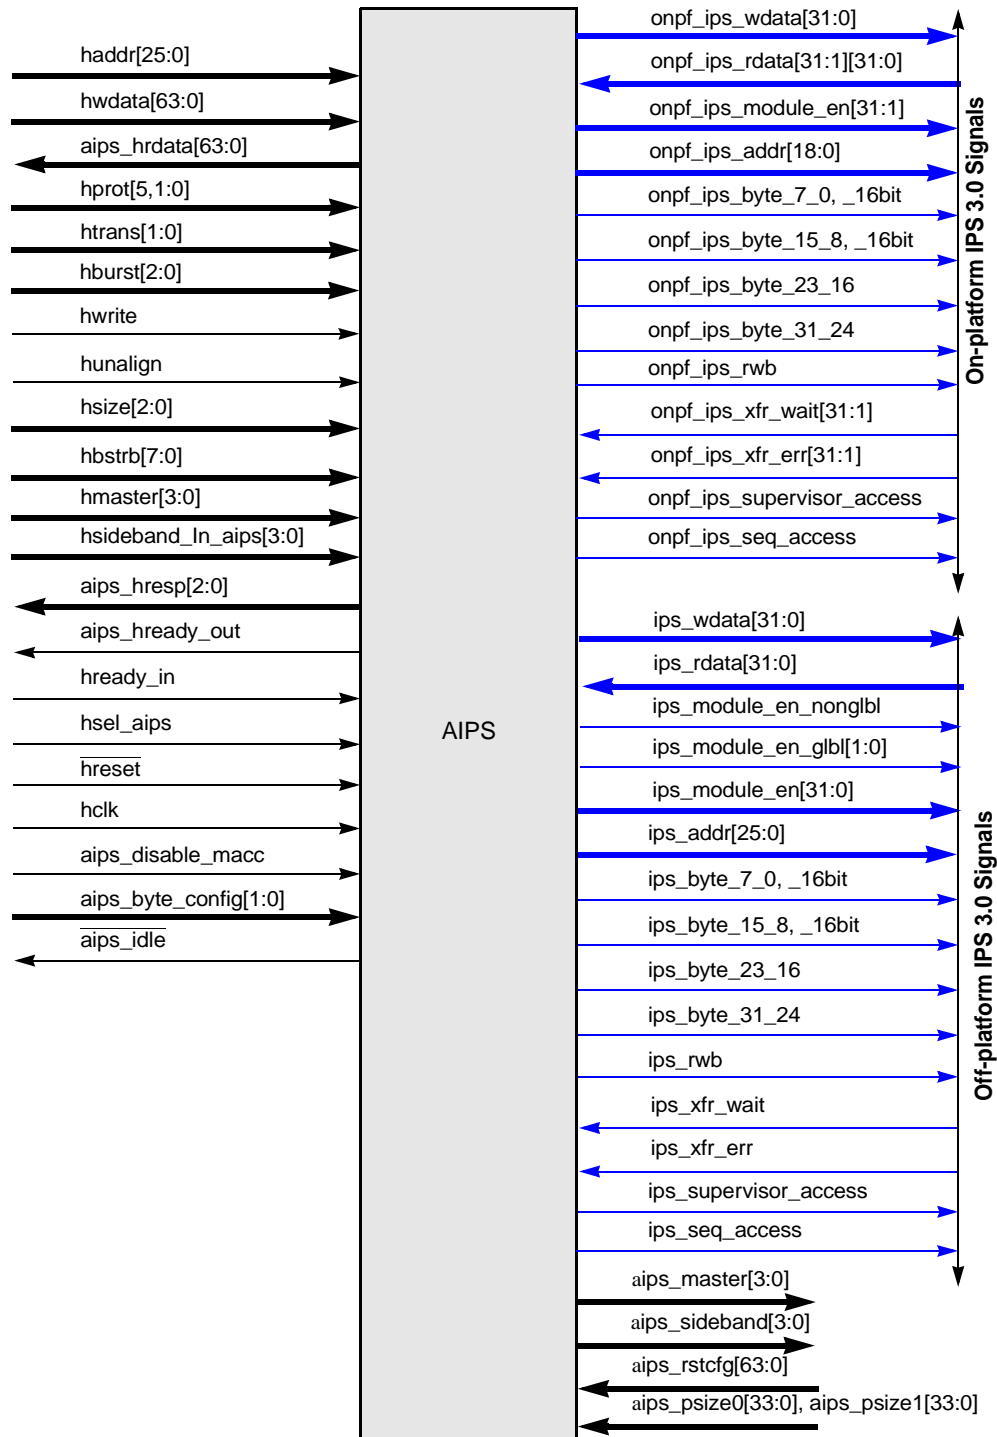 haddr[25:0]
hwdata[63:0]
aips_hrdata[63:0]
hprot[5,1:0]
htrans[1:0]
hburst[2:0]
hwrite
hunalign
hsize[2:0]
hbstrb[7:0]
hmaster[3:0]
hsideband_In_aips[3:0]
aips_hresp[2:0]
aips_hready_out
hready_in
hsel_aips
hreset
hclk
aips_disable_macc
aips_byte_config[1:0]
aips_idle
AIPS
onpf_ips_wdata[31:0]
onpf_ips_rdata[31:1][31:0]
onpf_ips_module_en[31:1]
onpf_ips_addr[18:0]
onpf_ips_byte_7_0, _16bit
onpf_ips_byte_15_8, _16bit
onpf_ips_byte_23_16
onpf_ips_byte_31_24
onpf_ips_rwb
onpf_ips_xfr_wait[31:1]
onpf_ips_xfr_err[31:1]
onpf_ips_supervisor_access
onpf_ips_seq_access
On-platform IPS 3.0 Signals
ips_wdata[31:0]
ips_rdata[31:0]
ips_module_en_nonglbl
ips_module_en_glbl[1:0]
ips_module_en[31:0]
ips_addr[25:0]
ips_byte_7_0, _16bit
ips_byte_15_8, _16bit
ips_byte_23_16
ips_byte_31_24
ips_rwb
ips_xfr_wait
ips_xfr_err
ips_supervisor_access
ips_seq_access
Off-platform IPS 3.0 Signals
aips_master[3:0]
aips_sideband[3:0]
aips_rstcfg[63:0]
aips_psize0[33:0], aips_psize1[33:0]